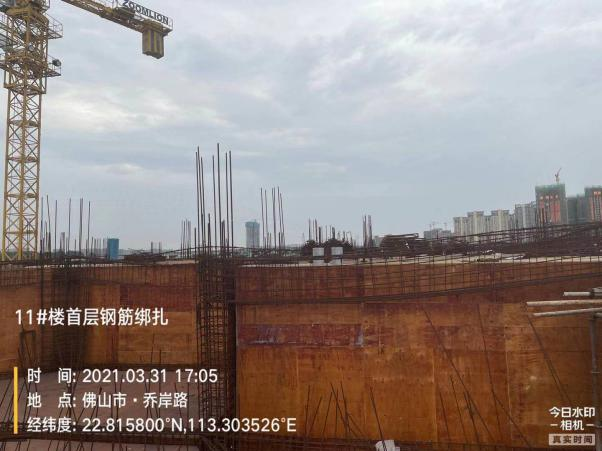 ZOOMLION
11#楼首层钢筋绑扎
时 间: 2021.03.31 17:05
地 点: 佛山市·乔岸路
经纬度: 22.815800°N,113.303526°E
今日水印
-相机-
真实时间